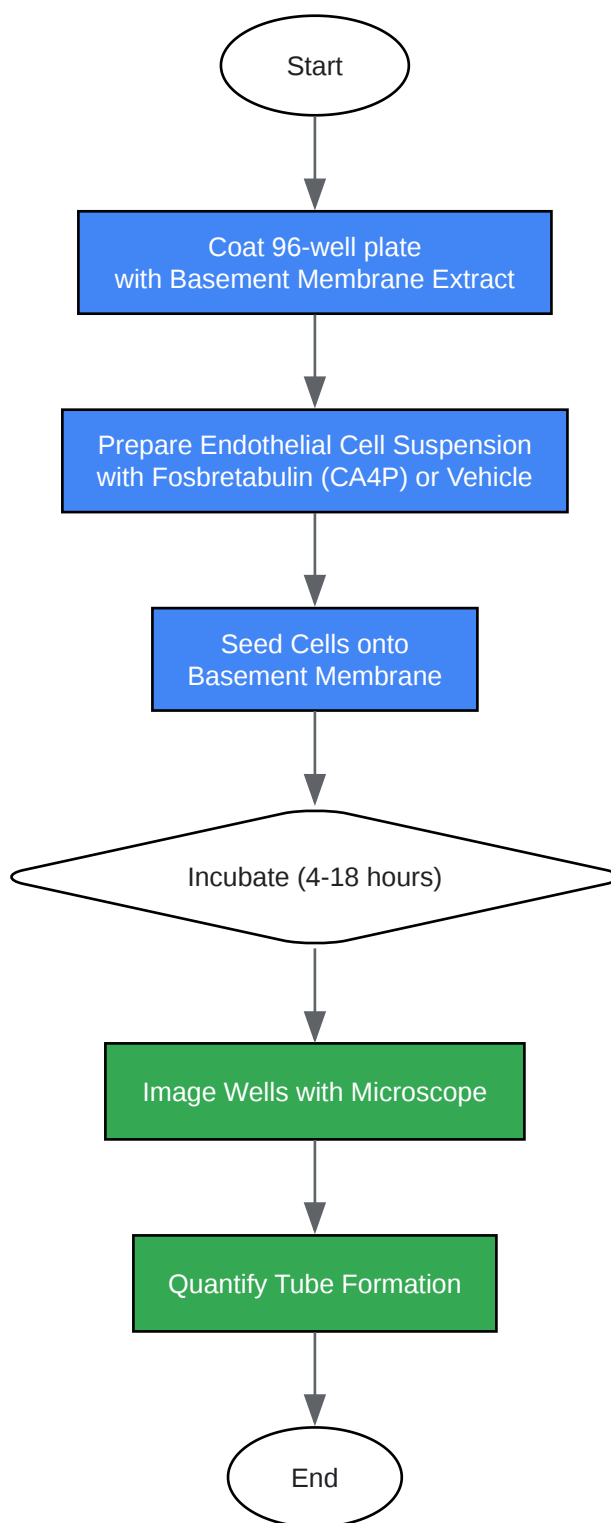 Start
Coat 96-well plate
with Basement Membrane Extract
Prepare Endothelial Cell Suspension
with Fosbretabulin (CA4P) or Vehicle
Seed Cells onto
Basement Membrane
Incubate (4-18 hours)
Image Wells with Microscope
Quantify Tube Formation
End